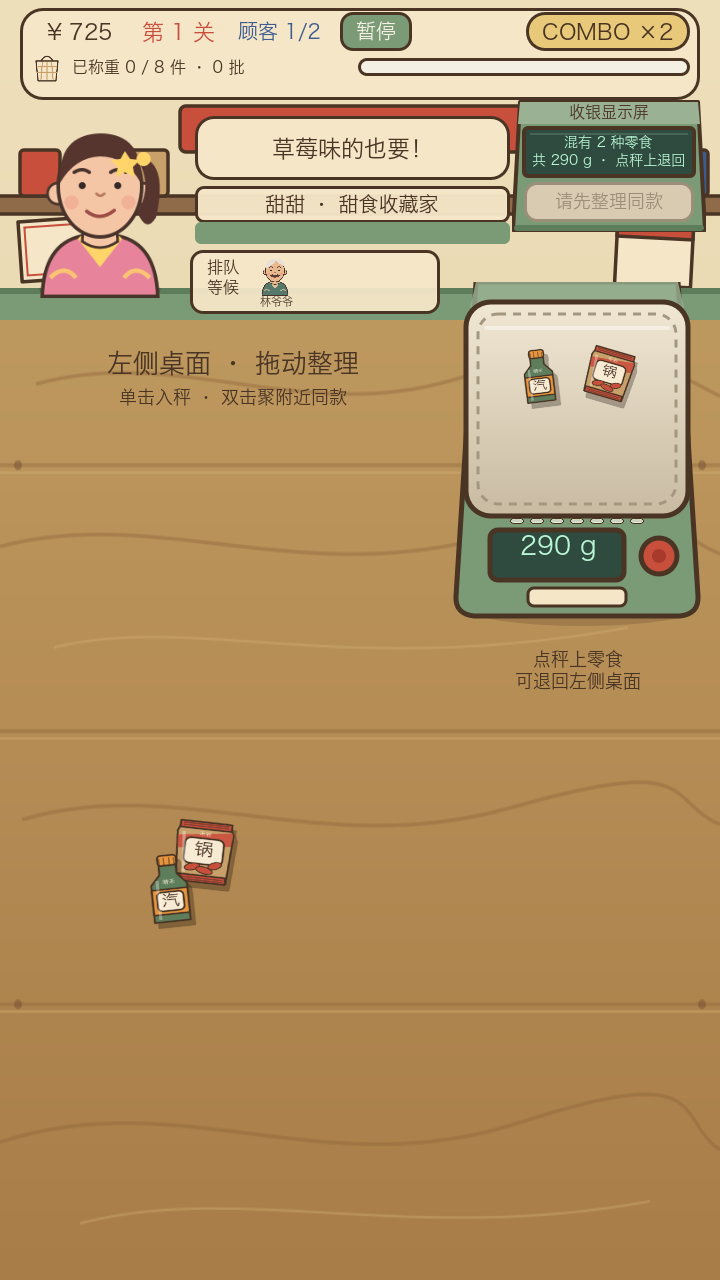 ¥ 725 第 1 关 顾客 1/2 暂停 COMBO ×2
已称重 0 / 8 件 · 0 批
收银显示屏
混有 2 种零食
共 290 g · 点秤上退回
请先整理同款
草莓味的也要！
甜甜 · 甜食收藏家
排队
等候
林爷爷
左侧桌面 · 拖动整理
单击入秤 · 双击聚附近同款
汽
锅
290 g
点秤上零食
可退回左侧桌面
锅
汽